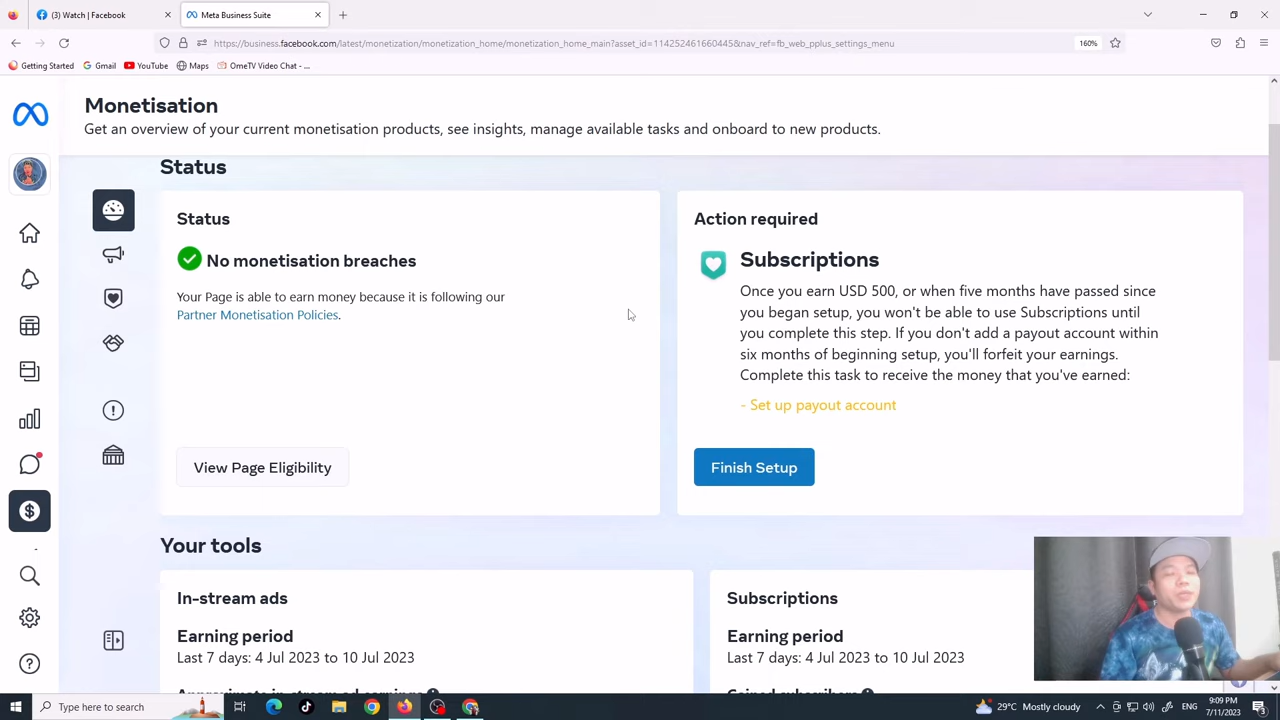 (3) Watch | Facebook
Meta Business Suite
https://business.facebook.com/latest/monetization/monetization_home/monetization_home_main?asset_id=114252461660445&nav_ref=fb_web_pplus_settings_menu
160%
Getting Started
Gmail
YouTube
Maps
OmeTV Video Chat - ...
Monetisation
Get an overview of your current monetisation products, see insights, manage available tasks and onboard to new products.
Status
Status
No monetisation breaches
Your Page is able to earn money because it is following our
Partner Monetisation Policies.
View Page Eligibility
Action required
Subscriptions
Once you earn USD 500, or when five months have passed since
you began setup, you won't be able to use Subscriptions until
you complete this step. If you don't add a payout account within
six months of beginning setup, you'll forfeit your earnings.
Complete this task to receive the money that you've earned:
- Set up payout account
Finish Setup
Your tools
In-stream ads
Earning period
Last 7 days: 4 Jul 2023 to 10 Jul 2023
Subscriptions
Earning period
Last 7 days: 4 Jul 2023 to 10 Jul 2023
Type here to search
29°C Mostly cloudy
9:09 PM
7/11/2023